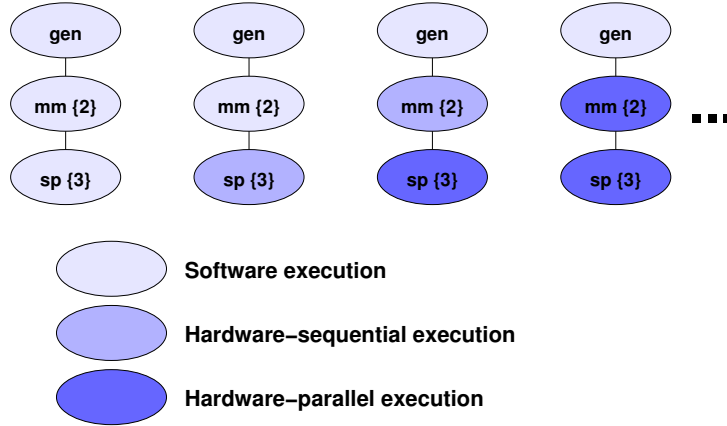 gen gen gen gen
mm {2} mm {2} mm {2} mm {2}
sp {3} sp {3} sp {3} sp {3}
Software execution
Hardware−sequential execution
Hardware−parallel execution